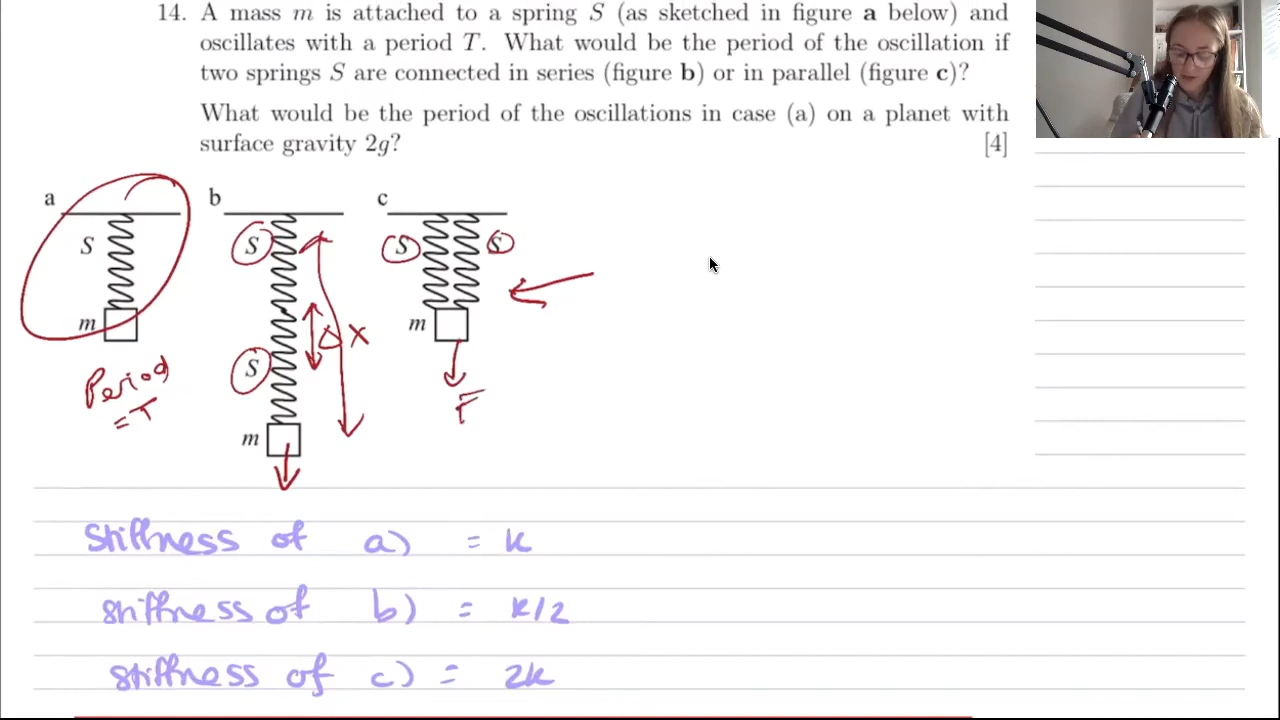 14. A mass m is attached to a spring S (as sketched in figure a below) and
oscillates with a period T. What would be the period of the oscillation if
two springs S are connected in series (figure b) or in parallel (figure c)?
What would be the period of the oscillations in case (a) on a planet with
surface gravity 2g? [4]
a b c
S S S S
m Δx m
Period
= T S F
m
Stiffness of a) = k
stiffness of b) = k/2
stiffness of c) = 2k